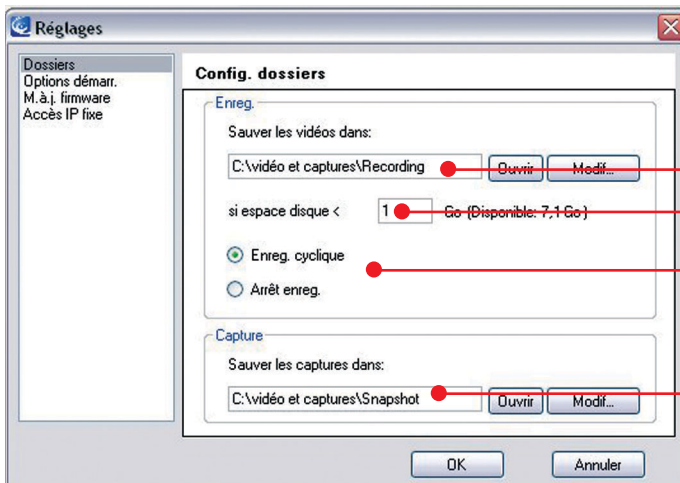 Réglages
Dossiers
Options démarr.
M.à.j. firmware
Accès IP fixe
Config. dossiers
Enreg.
Sauver les vidéos dans:
C:\vidéo et captures\Recording Ouvrir Modif...
si espace disque < 1 Go (Disponible: 7,1 Go)
Enreg. cyclique
Arrêt enreg.
Capture
Sauver les captures dans:
C:\vidéo et captures\Snapshot Ouvrir Modif...
OK Annuler